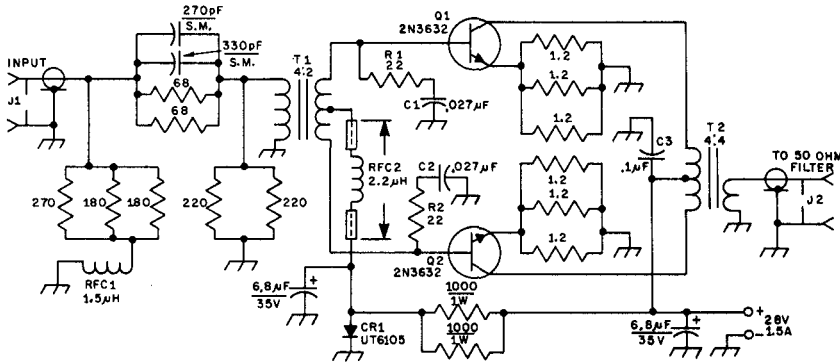 270pF
S.M.
330pF
S.M.
INPUT
J1
68
68
270
180
180
RFC1
1.5µH
220
220
T1
4:2
R1
22
C1
.027µF
Q1
2N3632
1.2
1.2
1.2
RFC2
2.2µH
C2
.027µF
R2
22
Q2
2N3632
1.2
1.2
1.2
C3
.1µF
T2
4:4
TO 50 OHM
FILTER
J2
6.8µF
35V
+
CR1
UT6105
1000
1W
1000
1W
6.8µF
35V
+
+
28V
1.5A
-